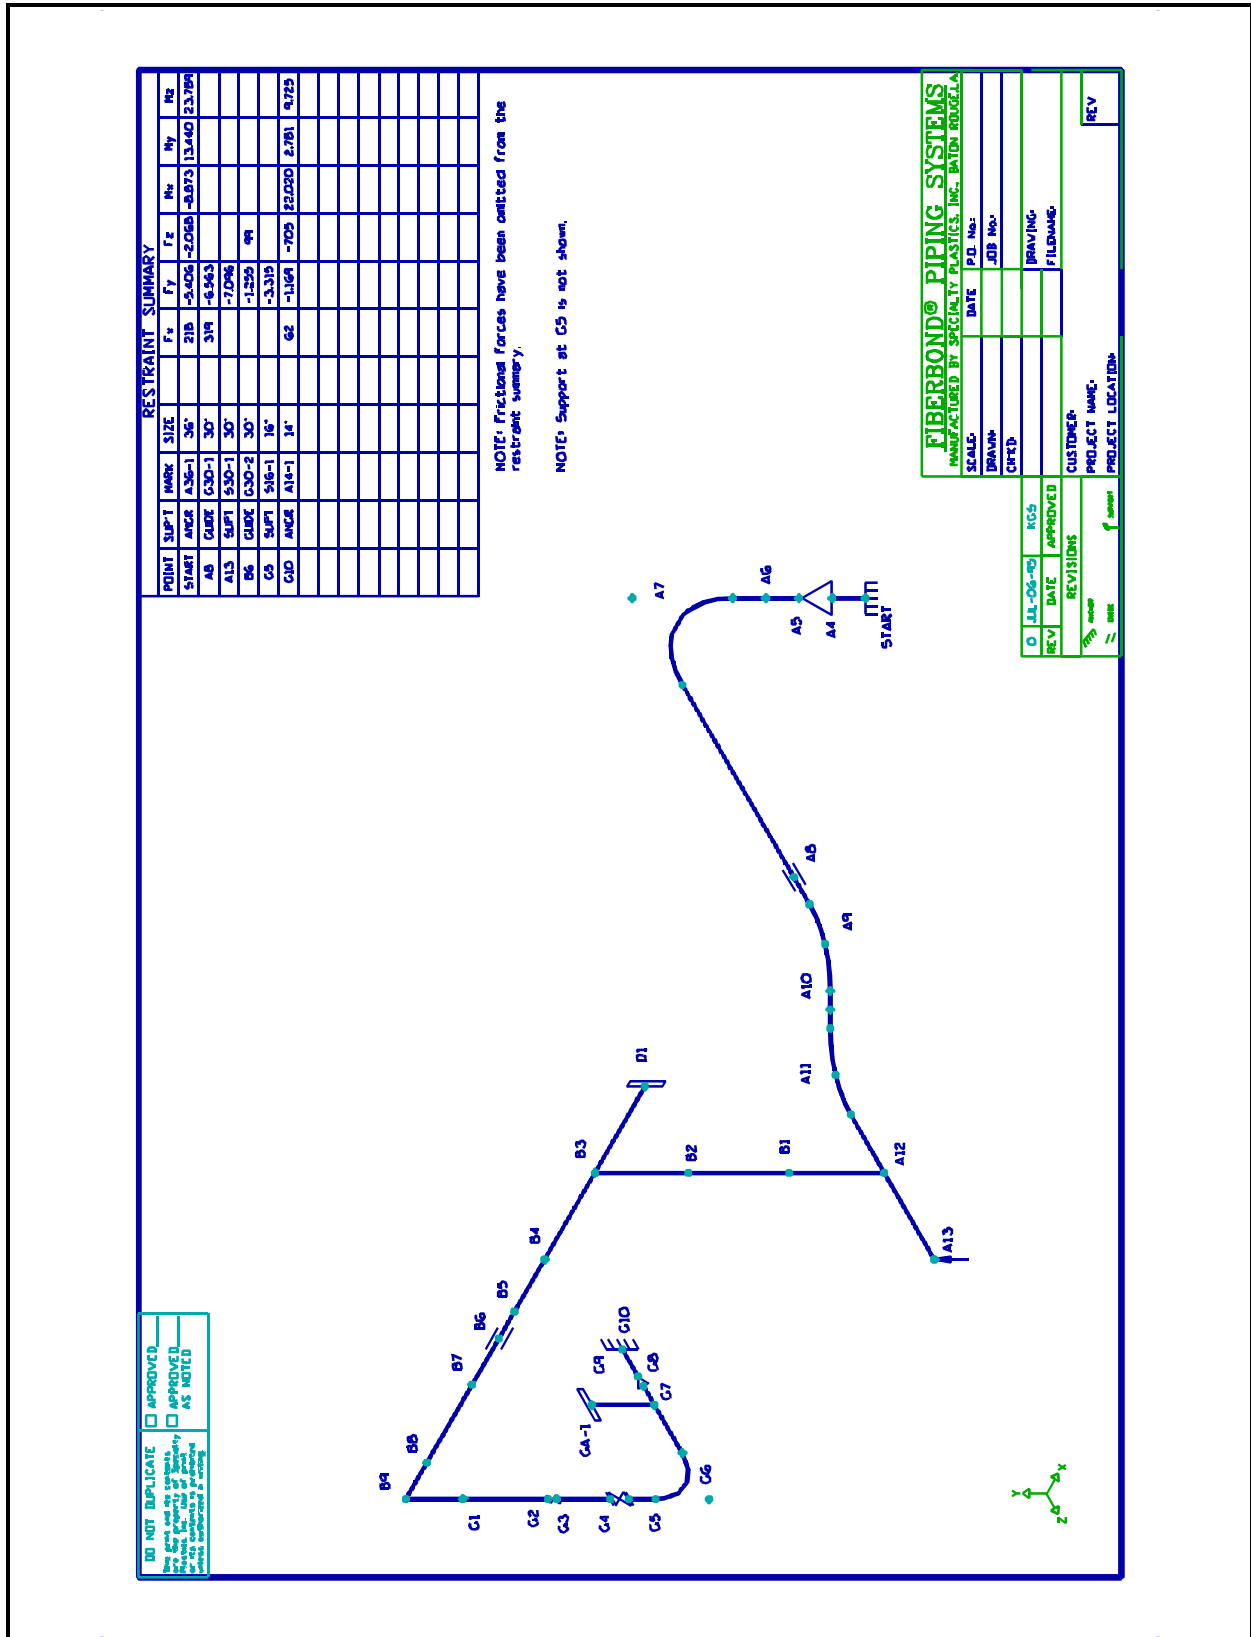 RESTRAINT SUMMARY
POINT SUP'T MARK SIZE Fx Fy Fz Mx My Mz
START ANCR A36-1 36" 218 -5,406 -2,068 -8,873 13,440 23,789
A8 GUIDE G30-1 30" 319 -6,563
A13 SUPT S30-1 30" -7,096
B6 GUIDE G30-2 30" -1,255 99
G5 SUPT S16-1 16" -3,315
G10 ANCR A14-1 14" 62 -1,169 -705 22,020 2,781 9,725
NOTE: Frictional forces have been omitted from the
restraint summary.
NOTE: Support at G5 is not shown.
DO NOT DUPLICATE
APPROVED
APPROVED
AS NOTED
B9
B8
B7
B6
B5
B4
B3
D1
B2
B1
A12
A13
A11
A10
A9
A8
A7
A6
A5
A4
START
G1
G2
G3
G4
G5
G6
G7
G8
G9
G10
GA-1
Y
X
Z
FIBERBOND® PIPING SYSTEMS
MANUFACTURED BY SPECIALTY PLASTICS, INC., BATON ROUGE,LA
SCALE: DATE P.O. No.:
DRAWN: JOB No.:
CH'K'D:
DRAWING:
FILENAME:
CUSTOMER:
PROJECT NAME:
PROJECT LOCATION:
REV
0 JUL-06-95 KGS
REV DATE APPROVED
REVISIONS
ANCHOR
GUIDE
SUPPORT